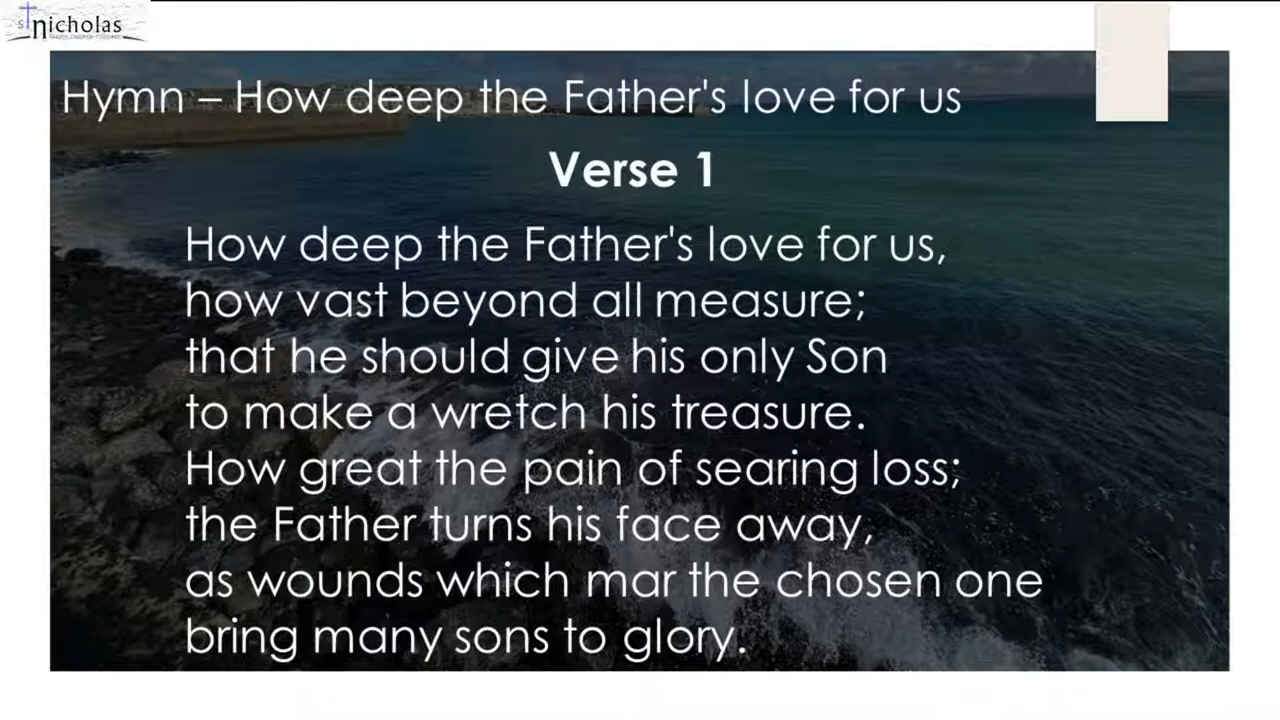 St
nicholas
Hymn – How deep the Father's love for us
Verse 1
How deep the Father's love for us,
how vast beyond all measure;
that he should give his only Son
to make a wretch his treasure.
How great the pain of searing loss;
the Father turns his face away,
as wounds which mar the chosen one
bring many sons to glory.